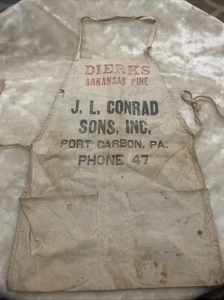 DIERKS
ARKANSAS PINE
J. L. CONRAD
SONS, INC.
PORT CARBON, PA.
PHONE 47